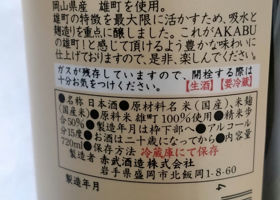 岡山県産 雄町を使用。
雄町の特徴を最大限に活かすため、吸水と
麹造りを重点に醸しました。これがAKABU
の雄町!と感じて頂けるよう豊かな味わいに
仕上げておりますので、是非、楽しんでください。
ガスが残存していますので、開栓する際は
十分お気をつけください。 【生酒】【要冷蔵】
●名称 日本酒●原材料名 米(国産)、米麹
(国産米)●原料米 雄町100%使用●精米歩
合50%●製造年月は枠下部へ●アルコール
分15度●お酒は二十歳になってから●内容量
720ml●保存方法 冷蔵庫にて保存
製造者 赤武酒造株式会社
岩手県盛岡市北飯岡1-8-60
製造年月